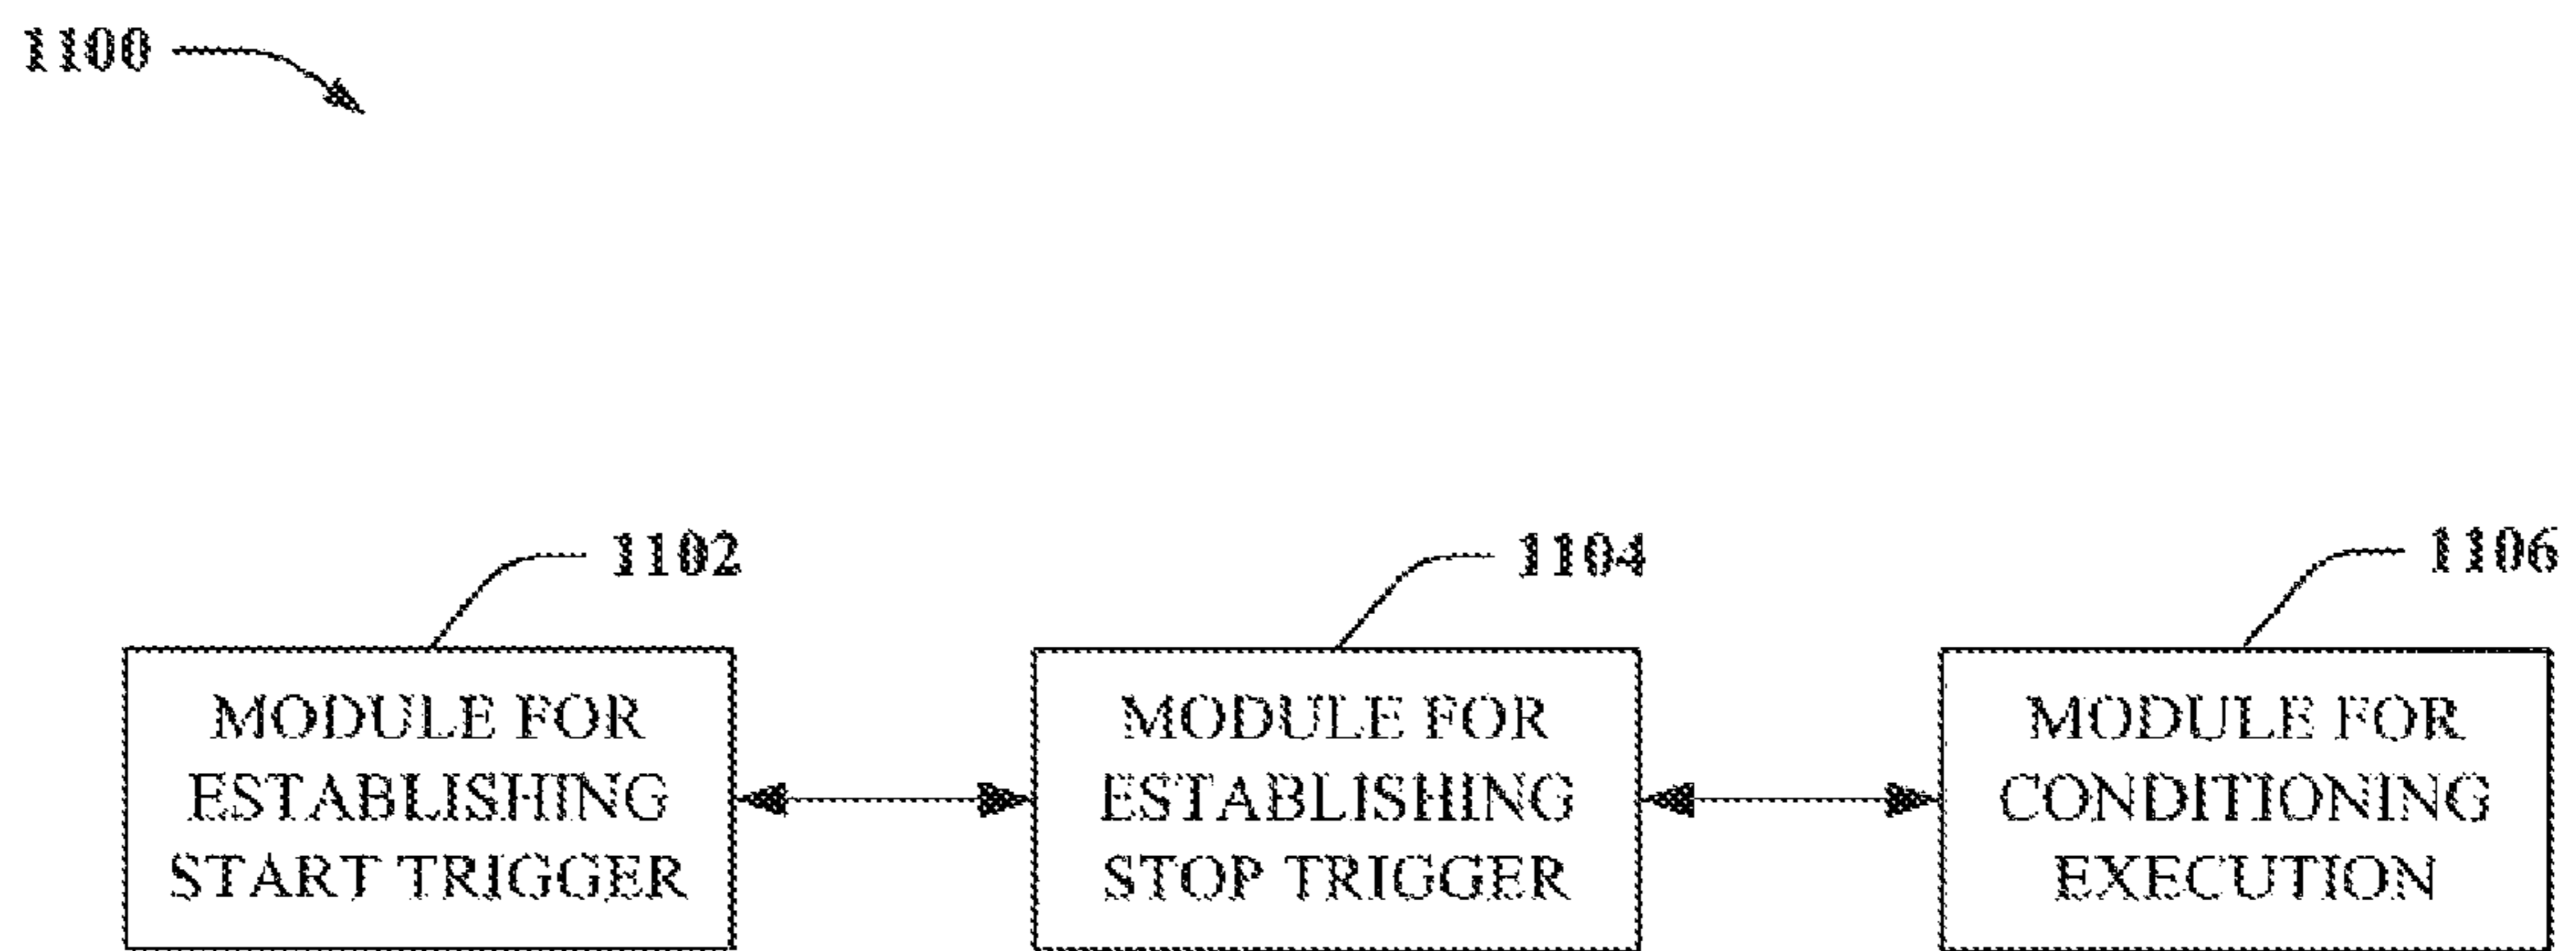 1100
1102
1104
1106
MODULE FOR
ESTABLISHING
START TRIGGER
MODULE FOR
ESTABLISHING
STOP TRIGGER
MODULE FOR
CONDITIONING
EXECUTION